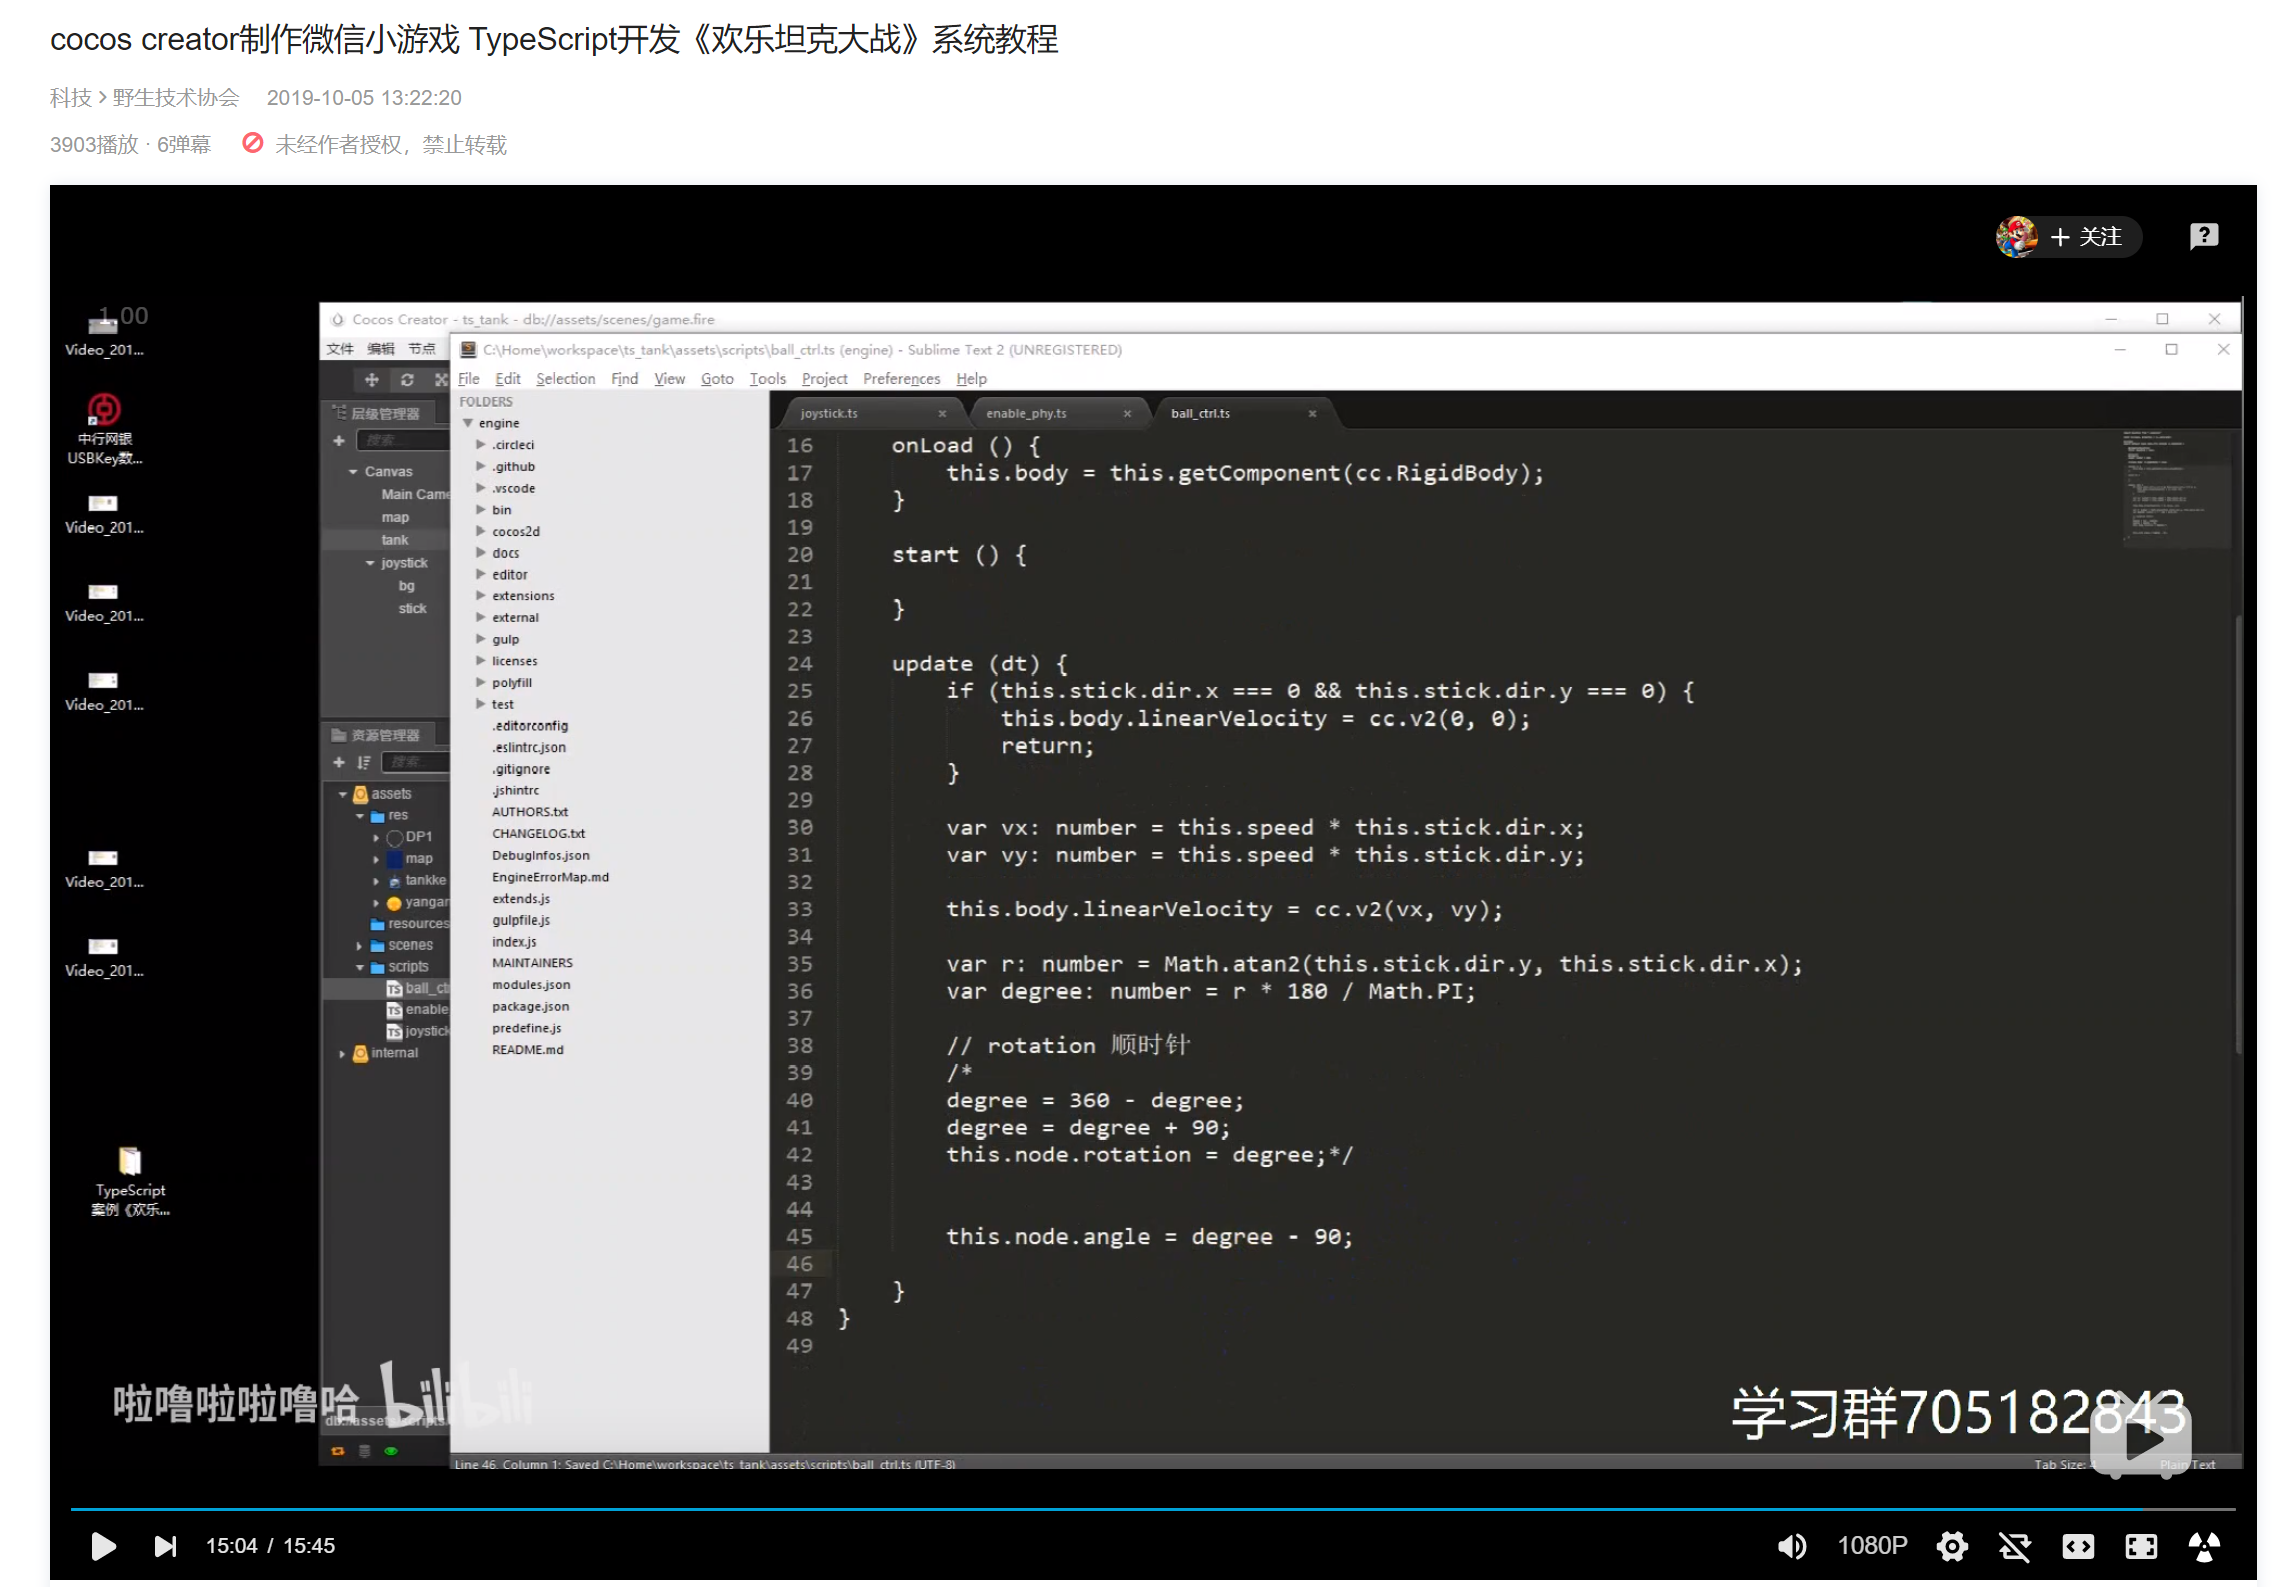 cocos creator制作微信小游戏 TypeScript开发《欢乐坦克大战》系统教程
科技 > 野生技术协会 2019-10-05 13:22:20
3903播放 · 6弹幕 未经作者授权，禁止转载
+ 关注
1.00
Video_201...
中行网银
USBKey数...
Video_201...
Video_201...
Video_201...
Video_201...
Video_201...
TypeScript
案例《欢乐...
Cocos Creator - ts_tank - db://assets/scenes/game.fire
文件 编辑 节点
层级管理器
搜索...
Canvas
Main Came
map
tank
joystick
bg
stick
资源管理器
搜索...
assets
res
DP1
map
tankke
yangar
resources
scenes
scripts
ball_ct
enable
joystick
internal
C:\Home\workspace\ts_tank\assets\scripts\ball_ctrl.ts (engine) - Sublime Text 2 (UNREGISTERED)
File Edit Selection Find View Goto Tools Project Preferences Help
FOLDERS
engine
.circleci
.github
.vscode
bin
cocos2d
docs
editor
extensions
external
gulp
licenses
polyfill
test
.editorconfig
.eslintrc.json
.gitignore
.jshintrc
AUTHORS.txt
CHANGELOG.txt
DebugInfos.json
EngineErrorMap.md
extends.js
gulpfile.js
index.js
MAINTAINERS
modules.json
package.json
predefine.js
README.md
joystick.ts × enable_phy.ts × ball_ctrl.ts ×
16 onLoad () {
17 this.body = this.getComponent(cc.RigidBody);
18 }
19
20 start () {
21
22 }
23
24 update (dt) {
25 if (this.stick.dir.x === 0 && this.stick.dir.y === 0) {
26 this.body.linearVelocity = cc.v2(0, 0);
27 return;
28 }
29
30 var vx: number = this.speed * this.stick.dir.x;
31 var vy: number = this.speed * this.stick.dir.y;
32
33 this.body.linearVelocity = cc.v2(vx, vy);
34
35 var r: number = Math.atan2(this.stick.dir.y, this.stick.dir.x);
36 var degree: number = r * 180 / Math.PI;
37
38 // rotation 顺时针
39 /*
40 degree = 360 - degree;
41 degree = degree + 90;
42 this.node.rotation = degree;*/
43
44
45 this.node.angle = degree - 90;
46
47 }
48 }
49
啦噜啦啦噜哈 bilibili
db://assets/scripts
学习群705182843
Line 46, Column 1; Saved C:\Home\workspace\ts_tank\assets\scripts\ball_ctrl.ts (UTF-8)
Tab Size: 4 Plain Text
15:04 / 15:45
1080P